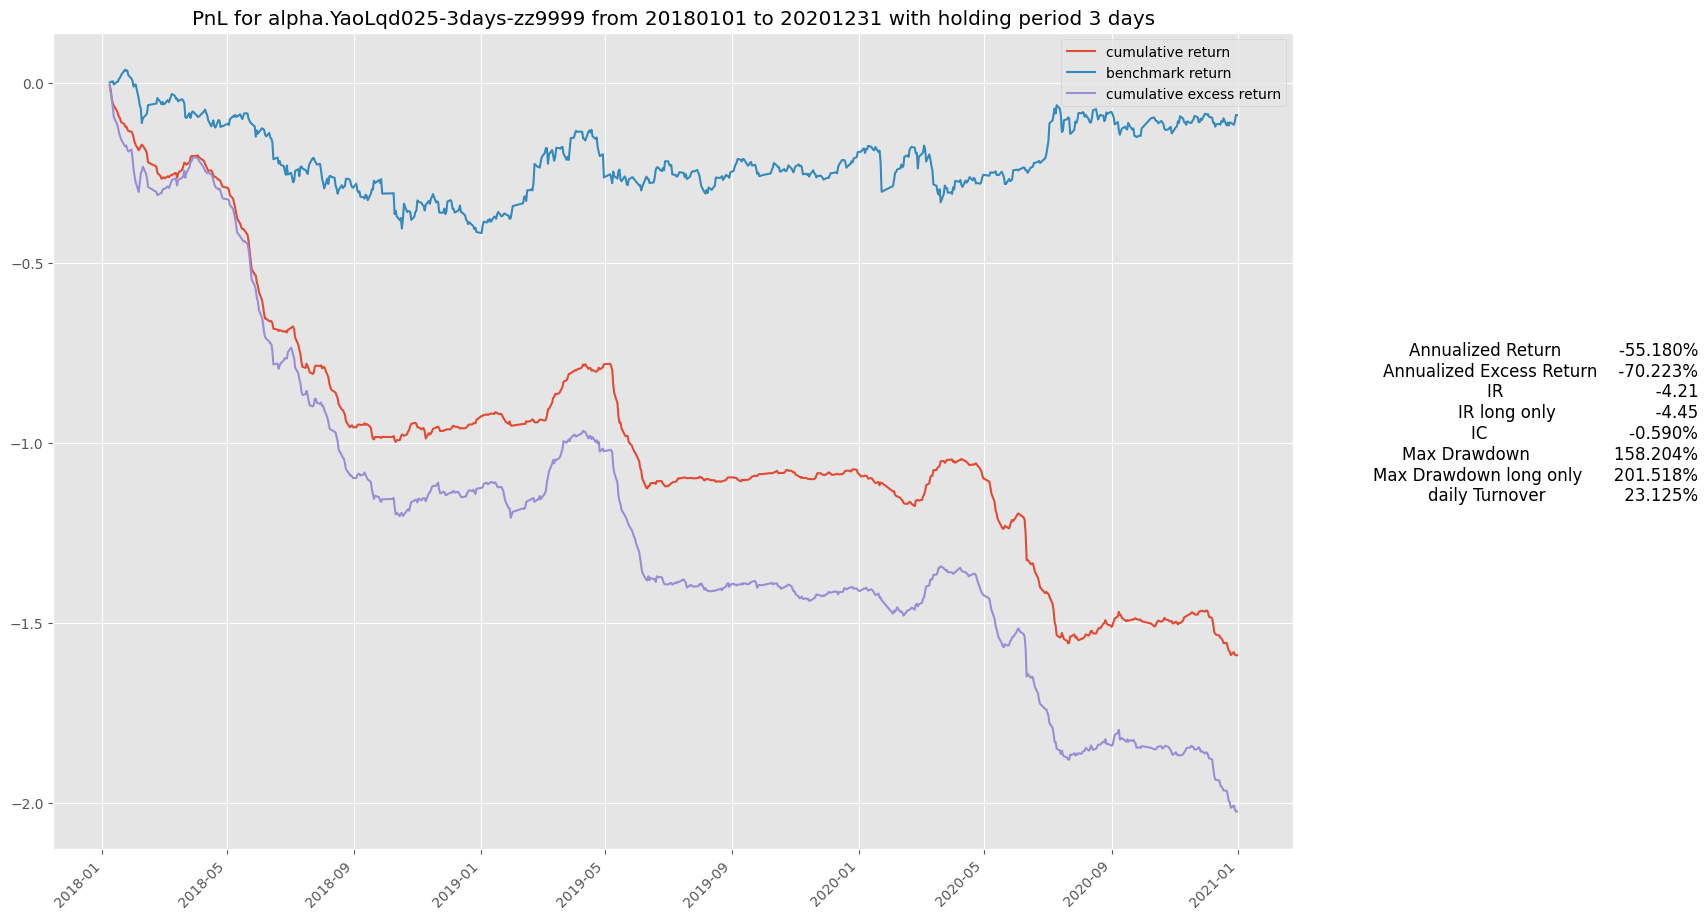 PnL for alpha.YaoLqd025-3days-zz9999 from 20180101 to 20201231 with holding period 3 days
cumulative return
benchmark return
cumulative excess return
0.0
−0.5
−1.0
−1.5
−2.0
2018-01
2018-05
2018-09
2019-01
2019-05
2019-09
2020-01
2020-05
2020-09
2021-01
Annualized Return -55.180%
Annualized Excess Return -70.223%
IR -4.21
IR long only -4.45
IC -0.590%
Max Drawdown 158.204%
Max Drawdown long only 201.518%
daily Turnover 23.125%